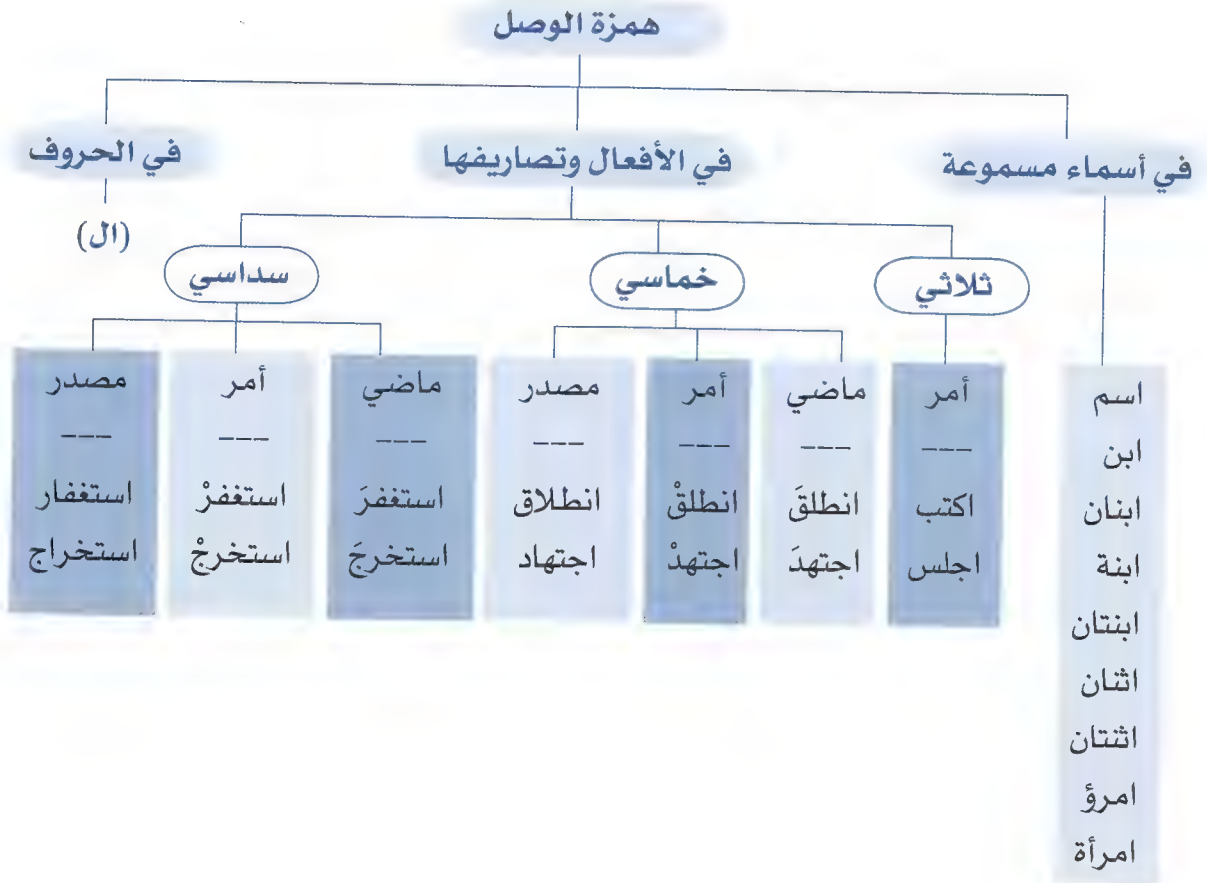 همزة الوصل
في أسماء مسموعة
في الأفعال وتصاريفها
في الحروف
(ال)
ثلاثي
خماسي
سداسي
اسم
ابن
ابنان
ابنة
ابنتان
اثنان
اثنتان
امرؤ
امرأة
أمر
---
اكتب
اجلس
ماضي
---
انطلقَ
اجتهدَ
أمر
---
انطلقْ
اجتهدْ
مصدر
---
انطلاق
اجتهاد
ماضي
---
استغفرَ
استخرجَ
أمر
---
استغفرْ
استخرجْ
مصدر
---
استغفار
استخراج